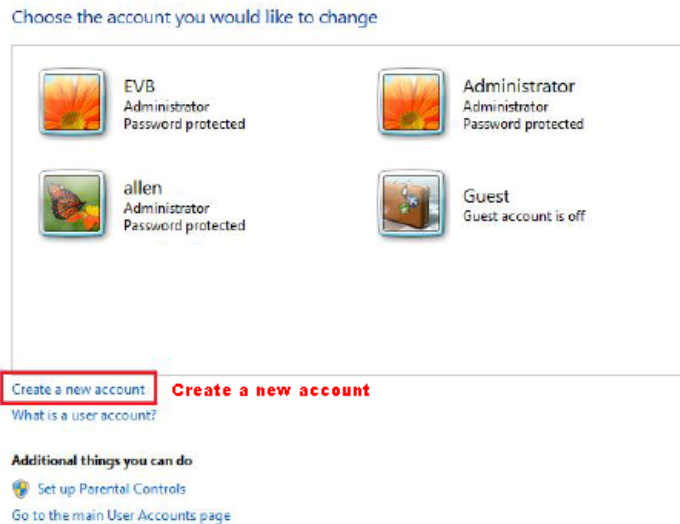 Choose the account you would like to change
EVB
Administrator
Password protected
Administrator
Administrator
Password protected
allen
Administrator
Password protected
Guest
Guest account is off
Create a new account
Create a new account
What is a user account?
Additional things you can do
Set up Parental Controls
Go to the main User Accounts page